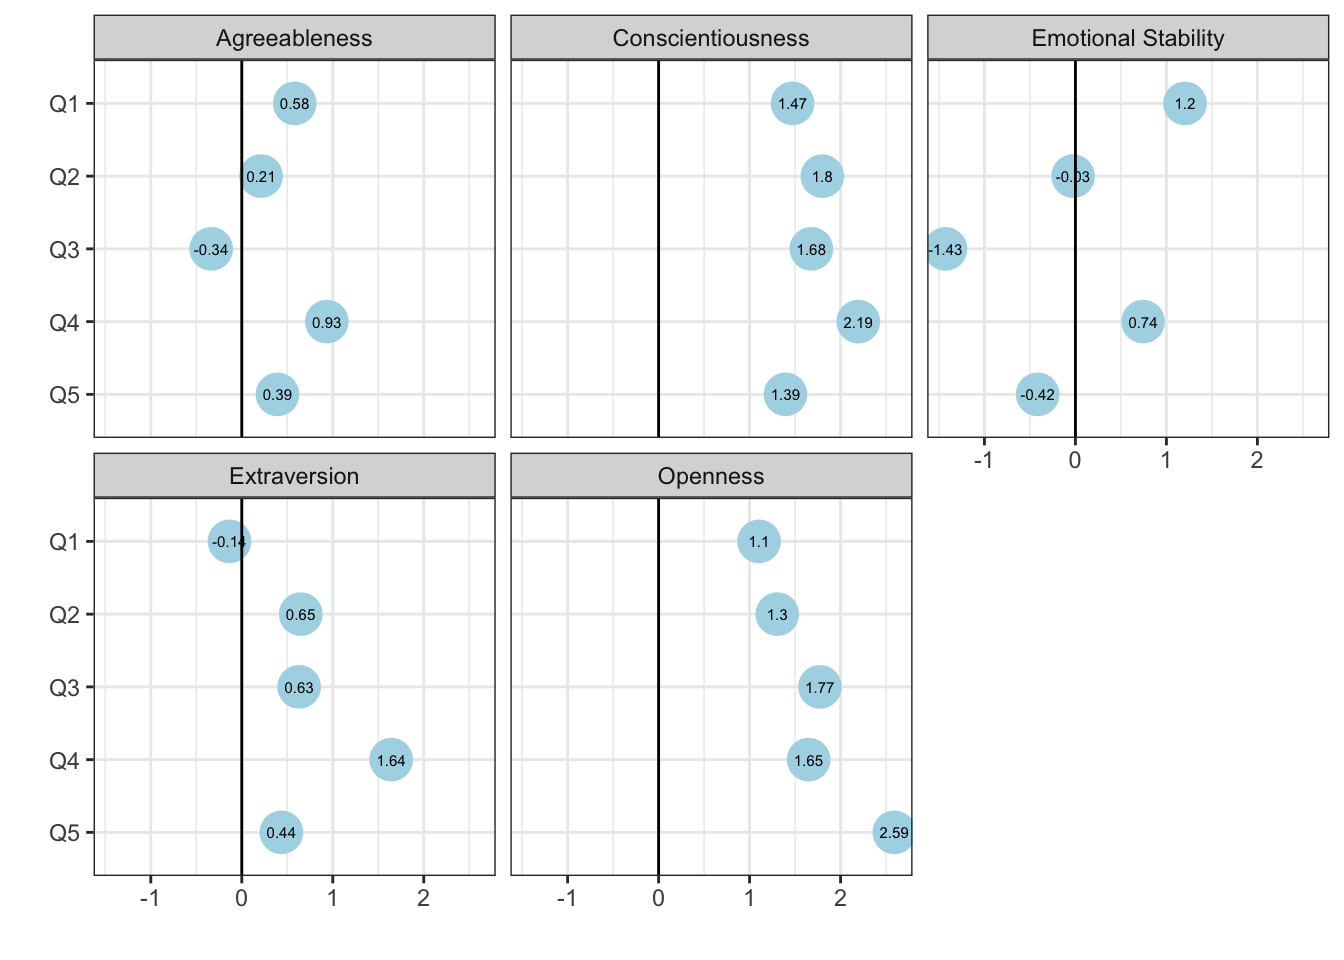 Agreeableness Conscientiousness Emotional Stability
Q1 0.58 1.47 1.2
Q2 0.21 1.8 -0.03
Q3 -0.34 1.68 -1.43
Q4 0.93 2.19 0.74
Q5 0.39 1.39 -0.42
-1 0 1 2
Extraversion Openness
Q1 -0.14 1.1
Q2 0.65 1.3
Q3 0.63 1.77
Q4 1.64 1.65
Q5 0.44 2.59
-1 0 1 2 -1 0 1 2